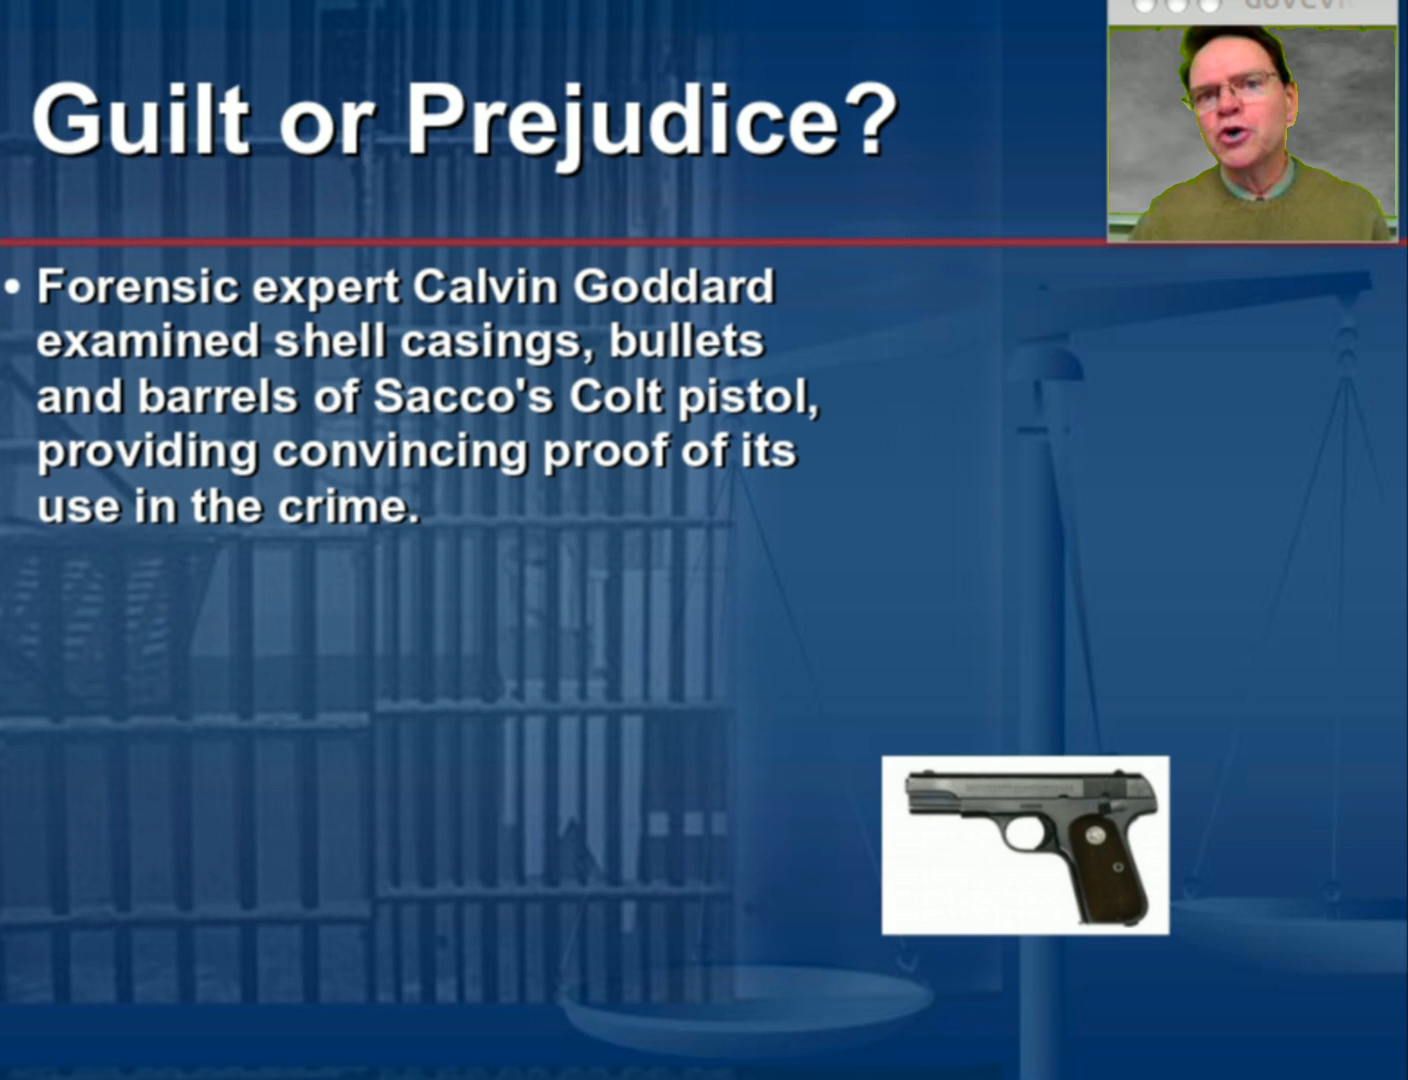 Guilt or Prejudice?
• Forensic expert Calvin Goddard
examined shell casings, bullets
and barrels of Sacco's Colt pistol,
providing convincing proof of its
use in the crime.